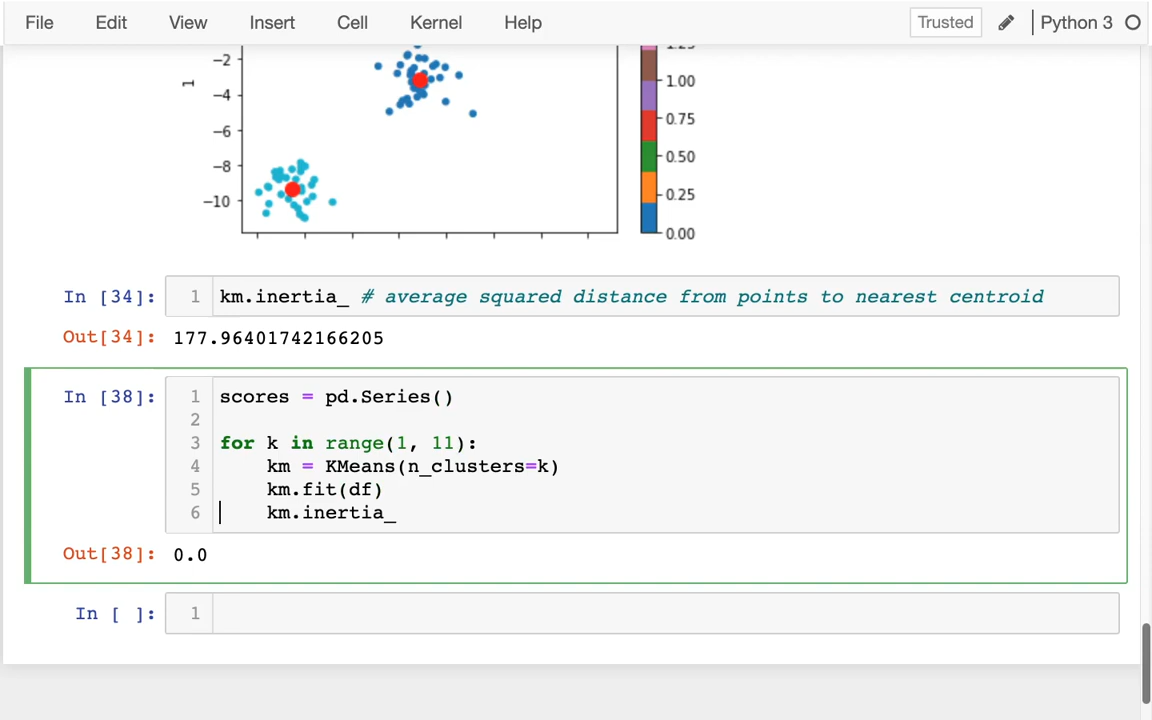 File Edit View Insert Cell Kernel Help Trusted Python 3
−2
−4
−6
−8
−10
1
1.25
1.00
0.75
0.50
0.25
0.00
In [34]: 1 km.inertia_ # average squared distance from points to nearest centroid
Out[34]: 177.96401742166205
In [38]: 1 scores = pd.Series()
2
3 for k in range(1, 11):
4     km = KMeans(n_clusters=k)
5     km.fit(df)
6     km.inertia_
Out[38]: 0.0
In [ ]: 1